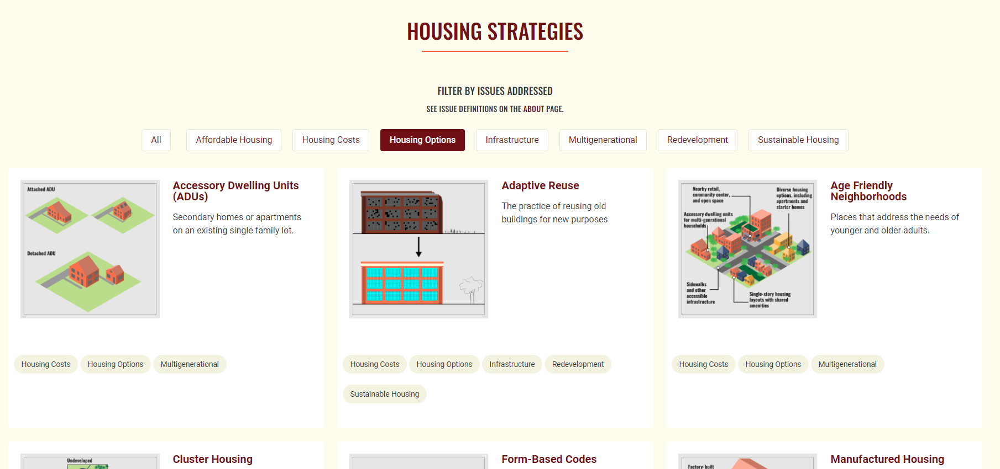 HOUSING STRATEGIES
FILTER BY ISSUES ADDRESSED
SEE ISSUE DEFINITIONS ON THE ABOUT PAGE.
All
Affordable Housing
Housing Costs
Housing Options
Infrastructure
Multigenerational
Redevelopment
Sustainable Housing
Attached ADU
Detached ADU
Accessory Dwelling Units
(ADUs)
Secondary homes or apartments
on an existing single family lot.
Housing Costs
Housing Options
Multigenerational
Adaptive Reuse
The practice of reusing old
buildings for new purposes
Housing Costs
Housing Options
Infrastructure
Redevelopment
Sustainable Housing
Nearby retail,
community center,
and open space
Diverse housing
options, including
apartments and
starter homes
Accessory dwelling units
for multi-genrational
households
Sidewalks
and other
accessible
infrastructure
Single-story housing
layouts with shared
amenities
Age Friendly
Neighborhoods
Places that address the needs of
younger and older adults.
Housing Costs
Housing Options
Multigenerational
Undeveloped
Cluster Housing
Form-Based Codes
Factory-built
Manufactured Housing